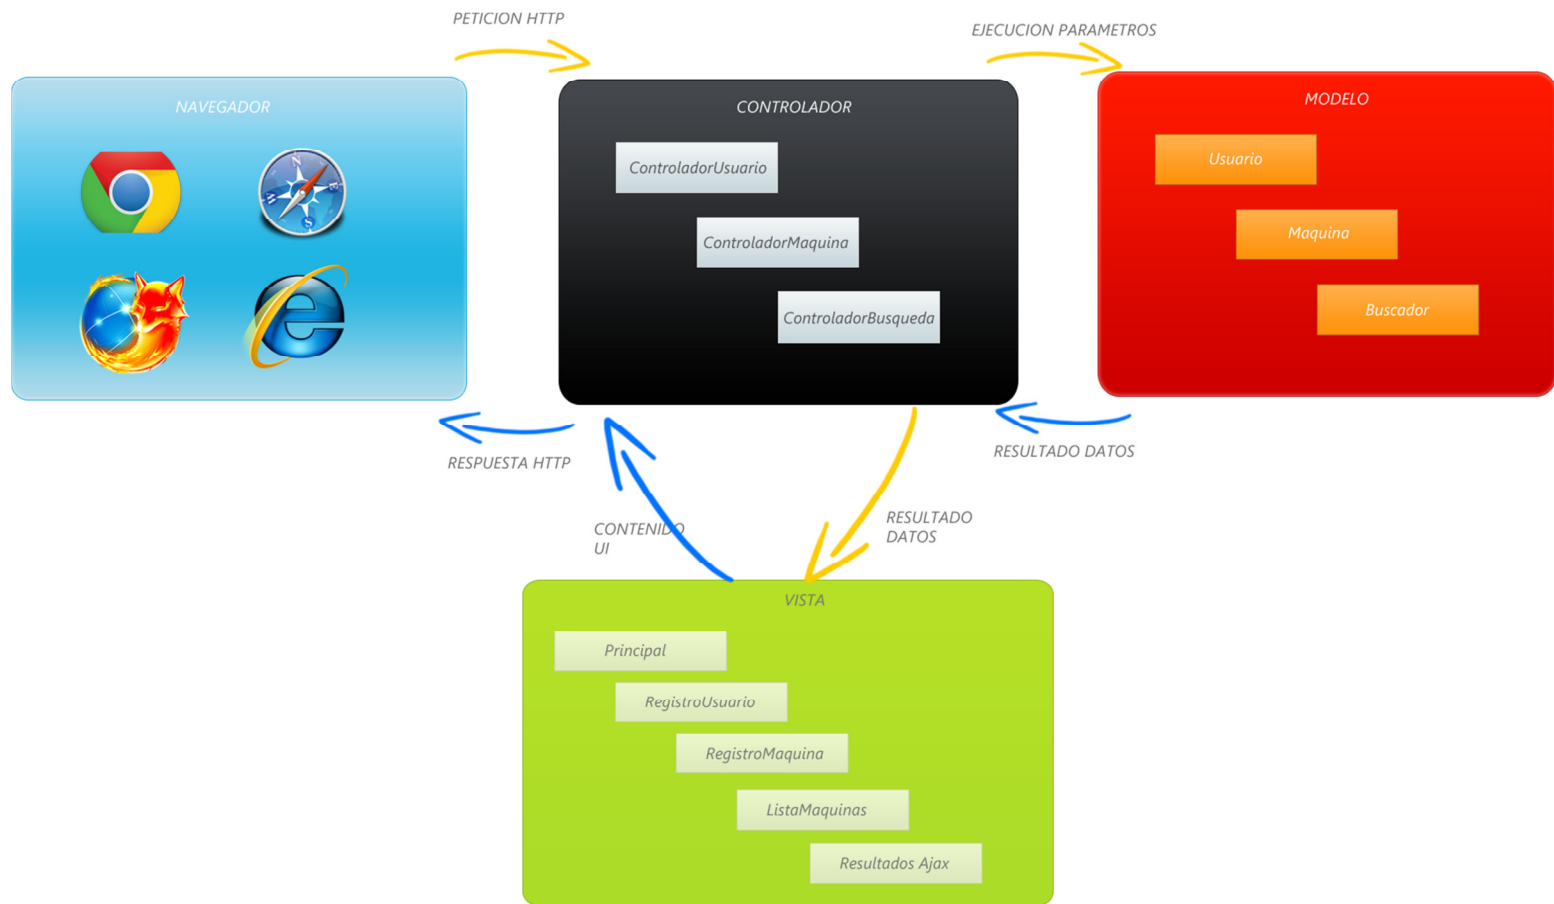 PETICION HTTP
EJECUCION PARAMETROS
NAVEGADOR
N
E
S
W
CONTROLADOR
ControladorUsuario
ControladorMaquina
ControladorBusqueda
MODELO
Usuario
Maquina
Buscador
RESPUESTA HTTP
RESULTADO DATOS
CONTENIDO
UI
RESULTADO
DATOS
VISTA
Principal
RegistroUsuario
RegistroMaquina
ListaMaquinas
Resultados Ajax